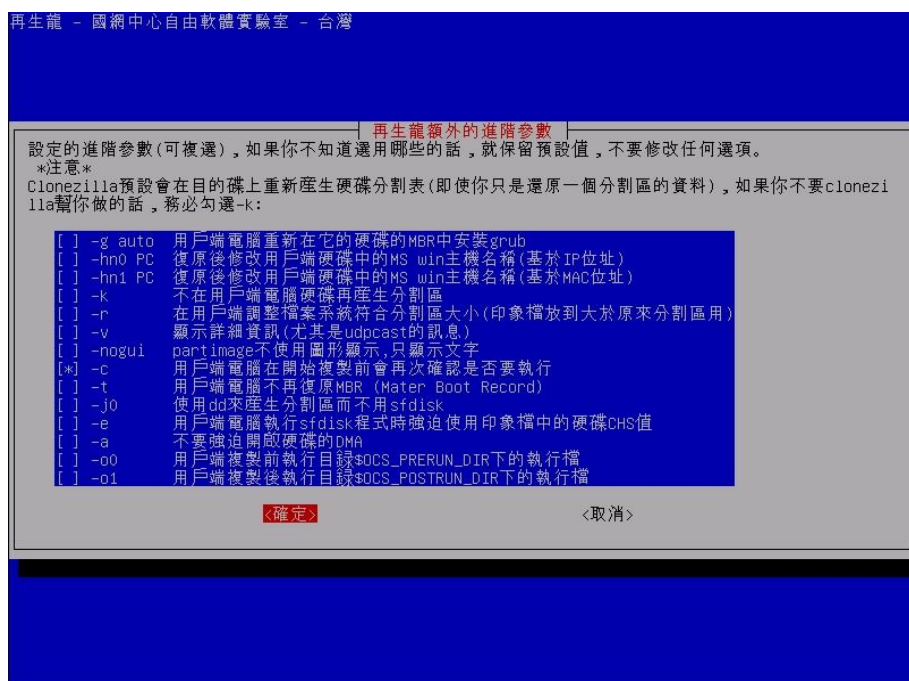 再生龍 - 國網中心自由軟體實驗室 - 台灣
再生龍額外的進階參數
設定的進階參數(可複選)，如果你不知道選用哪些的話，就保留預設值，不要修改任何選項。
*注意*
Clonezilla預設會在目的碟上重新產生硬碟分割表(即使你只是還原一個分割區的資料)，如果你不要clonezi
lla幫你做的話，務必勾選-k:
[ ] -g auto 用戶端電腦重新在它的硬碟的MBR中安裝grub
[ ] -hn0 PC 復原後修改用戶端硬碟中的MS win主機名稱(基於IP位址)
[ ] -hn1 PC 復原後修改用戶端硬碟中的MS win主機名稱(基於MAC位址)
[ ] -k 不在用戶端電腦硬碟再產生分割區
[ ] -r 在用戶端調整檔案系統符合分割區大小(印象檔放到大於原來分割區用)
[ ] -v 顯示詳細資訊(尤其是udpcast的訊息)
[ ] -nogui partimage不使用圖形顯示,只顯示文字
[*] -c 用戶端電腦在開始複製前會再次確認是否要執行
[ ] -t 用戶端電腦不再復原MBR (Mater Boot Record)
[ ] -j0 使用dd來產生分割區而不用sfdisk
[ ] -e 用戶端電腦執行sfdisk程式時強迫使用印象檔中的硬碟CHS值
[ ] -a 不要強迫開啟硬碟的DMA
[ ] -o0 用戶端複製前執行目録$OCS_PRERUN_DIR下的執行檔
[ ] -o1 用戶端複製後執行目録$OCS_POSTRUN_DIR下的執行檔
<確定> <取消>